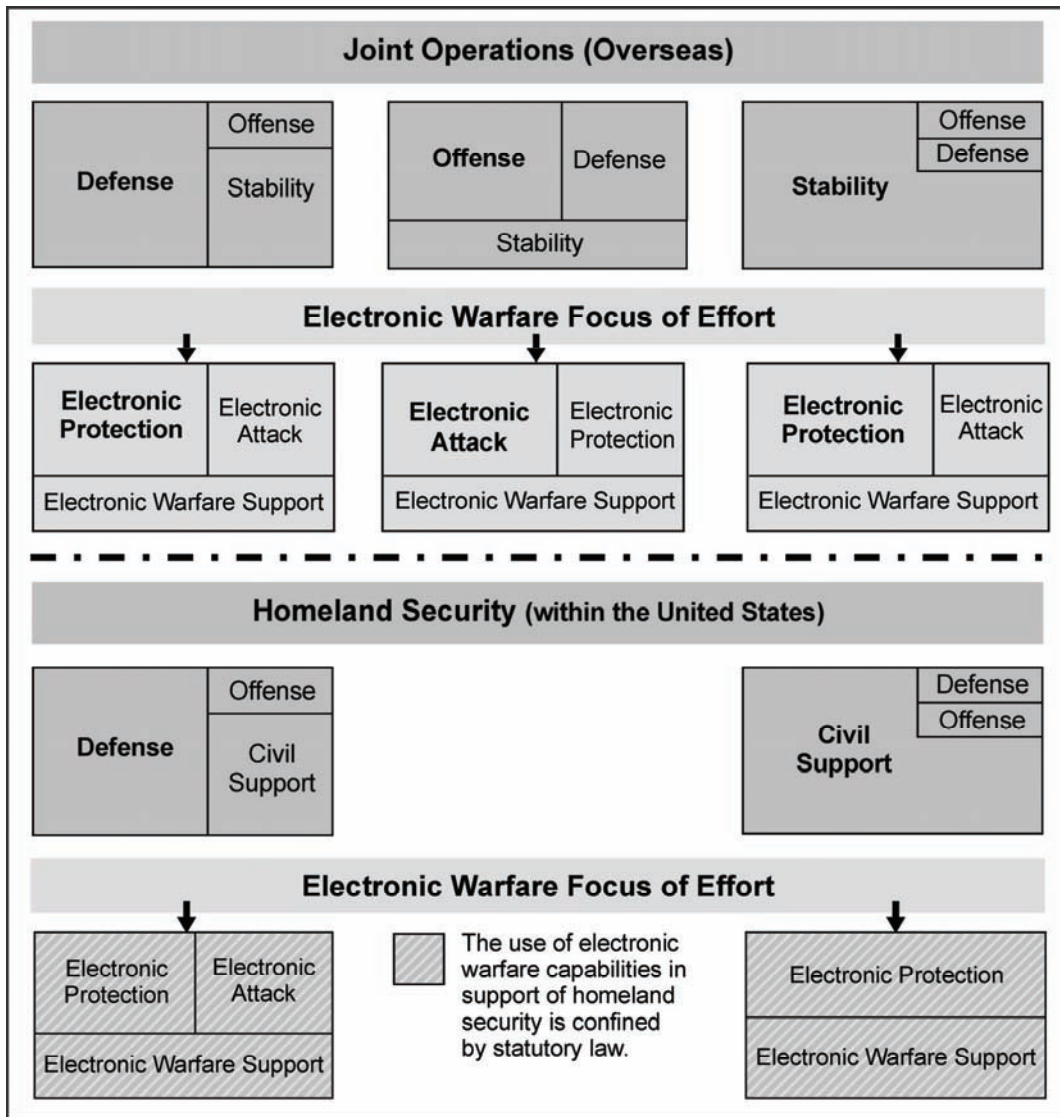 Joint Operations (Overseas)
Defense
Offense
Stability
Offense
Defense
Stability
Stability
Offense
Defense
Electronic Warfare Focus of Effort
Electronic
Protection
Electronic
Attack
Electronic Warfare Support
Electronic
Attack
Electronic
Protection
Electronic Warfare Support
Electronic
Protection
Electronic
Attack
Electronic Warfare Support
Homeland Security (within the United States)
Defense
Offense
Civil
Support
Civil
Support
Defense
Offense
Electronic Warfare Focus of Effort
Electronic
Protection
Electronic
Attack
Electronic Warfare Support
The use of electronic
warfare capabilities in
support of homeland
security is confined
by statutory law.
Electronic Protection
Electronic Warfare Support